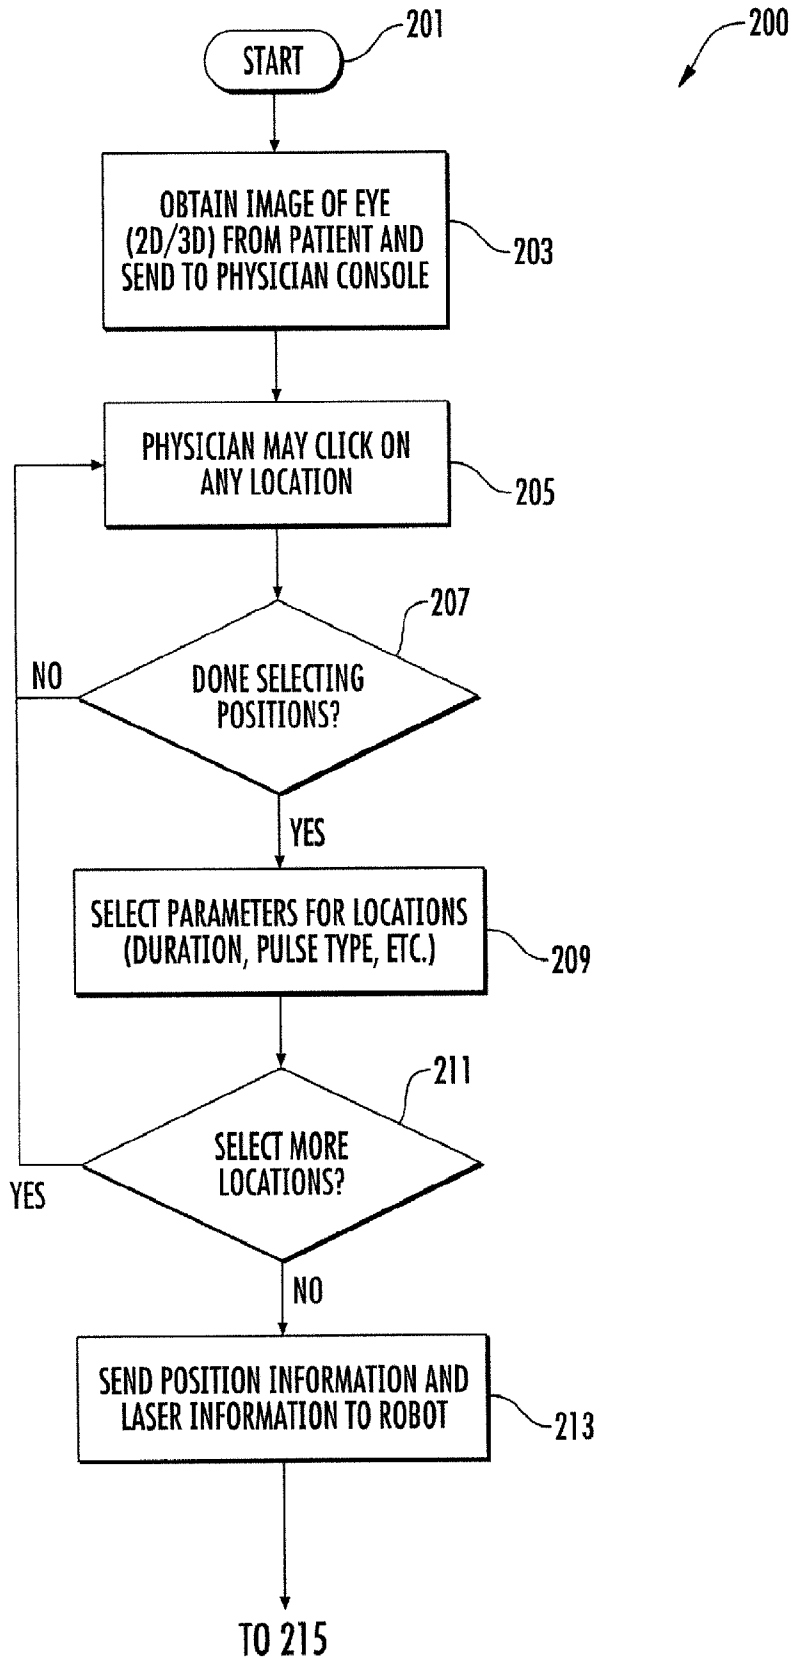 201
200
START
OBTAIN IMAGE OF EYE
(2D/3D) FROM PATIENT AND
SEND TO PHYSICIAN CONSOLE
203
PHYSICIAN MAY CLICK ON
ANY LOCATION
205
207
NO
DONE SELECTING
POSITIONS?
YES
SELECT PARAMETERS FOR LOCATIONS
(DURATION, PULSE TYPE, ETC.)
209
211
SELECT MORE
LOCATIONS?
YES
NO
SEND POSITION INFORMATION AND
LASER INFORMATION TO ROBOT
213
TO 215